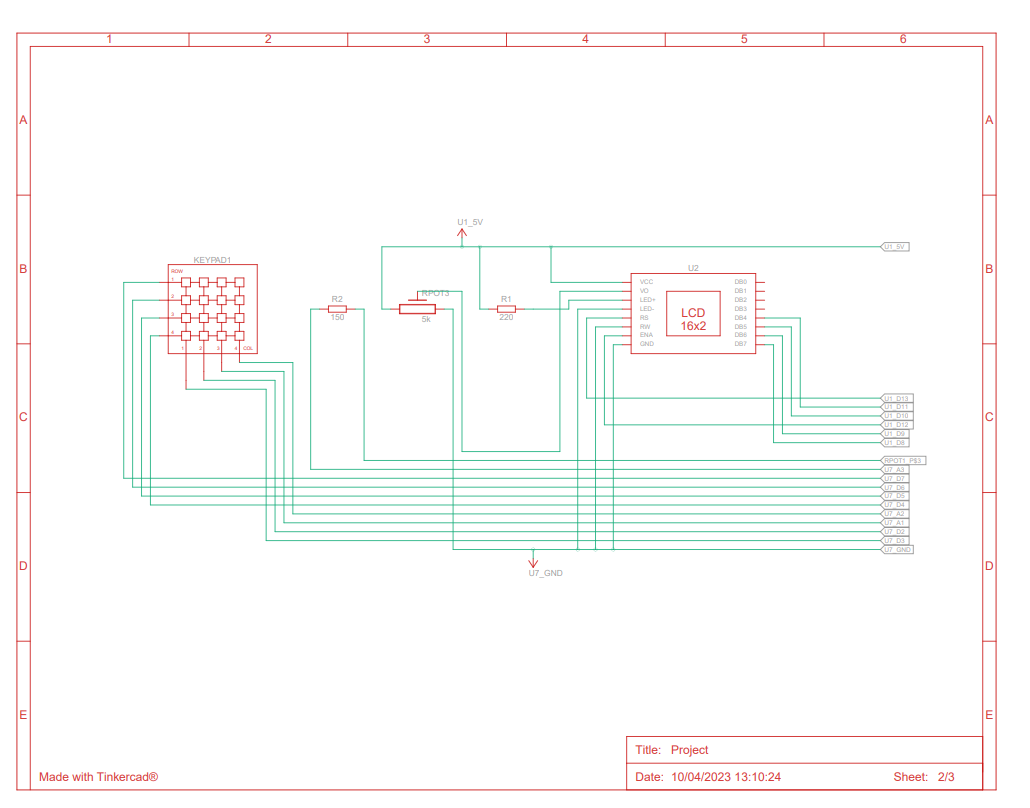 1 2 3 4 5 6
A A
U1_5V
U1_5V
B B
KEYPAD1
U2
ROW
1
2
3
4
1 2 3 4 COL
R2
150
RPOT3
5k
R1
220
VCC DB0
VO DB1
LED+ DB2
LED- DB3
RS DB4
RW DB5
ENA DB6
GND DB7
LCD
16x2
C C
U1_D13
U1_D11
U1_D10
U1_D12
U1_D9
U1_D8
RPOT1_P$3
U7_A3
U7_D7
U7_D6
U7_D5
U7_D4
U7_A2
U7_A1
U7_D2
U7_D3
U7_GND
D D
U7_GND
E E
Title: Project
Made with Tinkercad®
Date: 10/04/2023 13:10:24 Sheet: 2/3